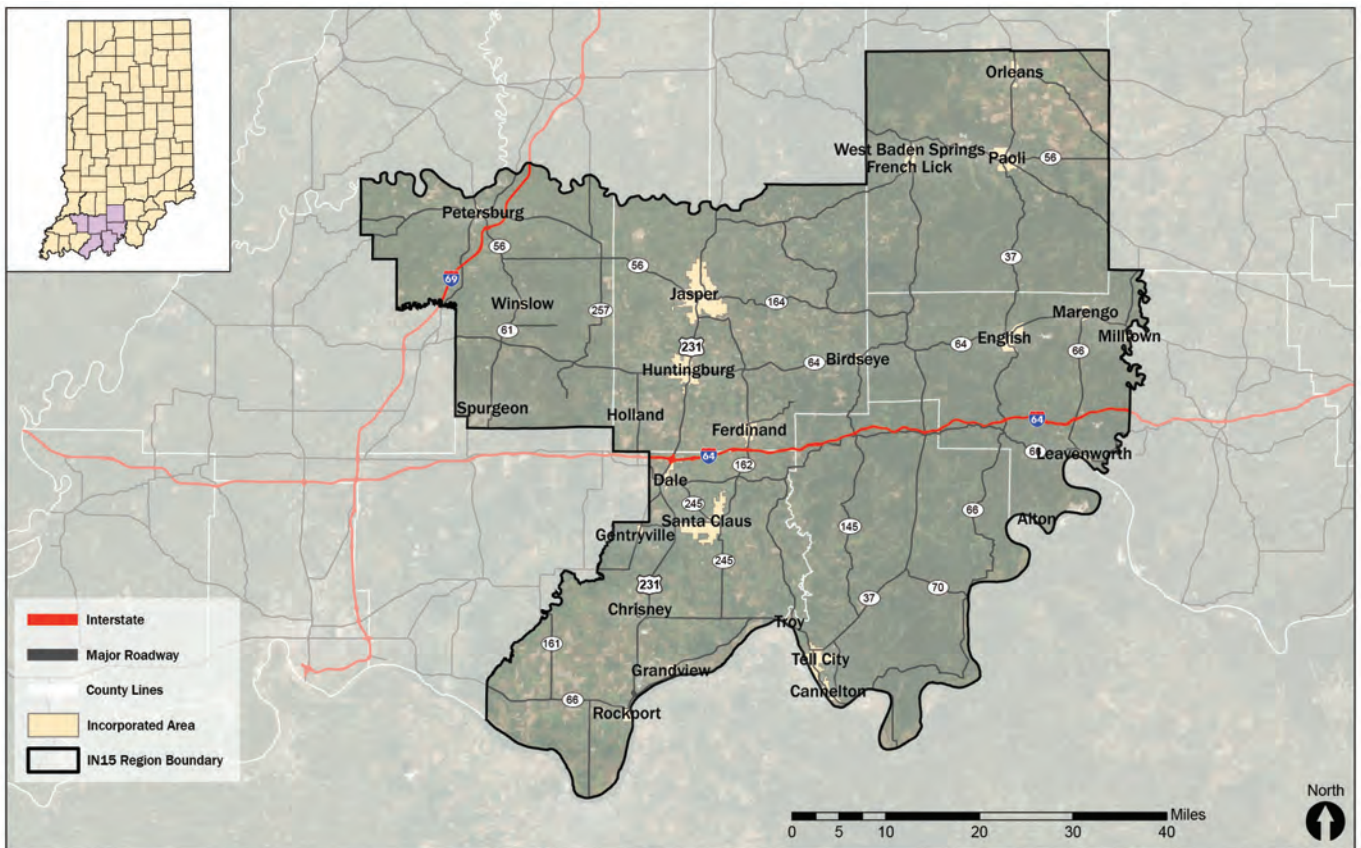 Orleans
West Baden Springs
French Lick
Paoli
56
Petersburg
56
56
37
69
Winslow
257
Jasper
164
61
Marengo
Milltown
English
231
64
64
66
Huntingburg
Birdseye
Spurgeon
Holland
Ferdinand
64
64
162
66
Leavenworth
Dale
245
Santa Claus
Gentryville
145
66
Alton
245
231
37
70
Chrisney
Troy
161
Tell City
Grandview
Cannelton
66
Rockport
Interstate
Major Roadway
County Lines
Incorporated Area
IN15 Region Boundary
North
Miles
0 5 10 20 30 40